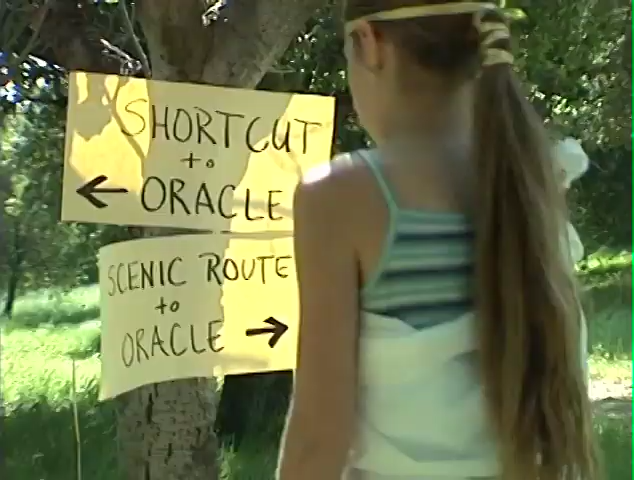 SHORTCUT
to
← ORACLE
SCENIC ROUTE
to
ORACLE →